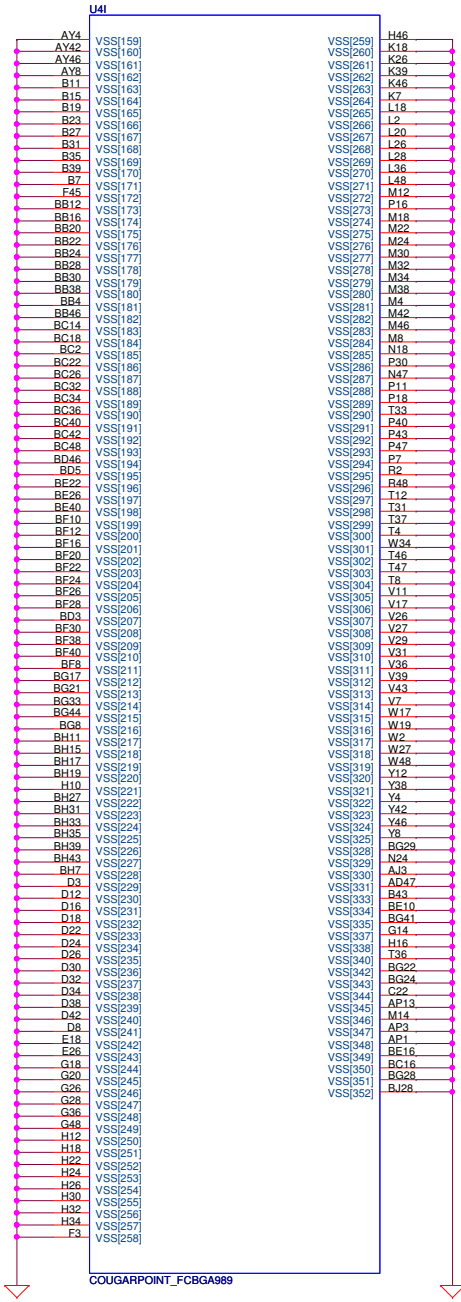 U4I
AY4 VSS[159] VSS[259] H46
AY42 VSS[160] VSS[260] K18
AY46 VSS[161] VSS[261] K26
AY8 VSS[162] VSS[262] K39
B11 VSS[163] VSS[263] K46
B15 VSS[164] VSS[264] K7
B19 VSS[165] VSS[265] L18
B23 VSS[166] VSS[266] L2
B27 VSS[167] VSS[267] L20
B31 VSS[168] VSS[268] L26
B35 VSS[169] VSS[269] L28
B39 VSS[170] VSS[270] L36
B7 VSS[171] VSS[271] L48
F45 VSS[172] VSS[272] M12
BB12 VSS[173] VSS[273] P16
BB16 VSS[174] VSS[274] M18
BB20 VSS[175] VSS[275] M22
BB22 VSS[176] VSS[276] M24
BB24 VSS[177] VSS[277] M30
BB28 VSS[178] VSS[278] M32
BB30 VSS[179] VSS[279] M34
BB38 VSS[180] VSS[280] M38
BB4 VSS[181] VSS[281] M4
BB46 VSS[182] VSS[282] M42
BC14 VSS[183] VSS[283] M46
BC18 VSS[184] VSS[284] M8
BC2 VSS[185] VSS[285] N18
BC22 VSS[186] VSS[286] P30
BC26 VSS[187] VSS[287] N47
BC32 VSS[188] VSS[288] P11
BC34 VSS[189] VSS[289] P18
BC36 VSS[190] VSS[290] T33
BC40 VSS[191] VSS[291] P40
BC42 VSS[192] VSS[292] P43
BC48 VSS[193] VSS[293] P47
BD46 VSS[194] VSS[294] P7
BD5 VSS[195] VSS[295] R2
BE22 VSS[196] VSS[296] R48
BE26 VSS[197] VSS[297] T12
BE40 VSS[198] VSS[298] T31
BF10 VSS[199] VSS[299] T37
BF12 VSS[200] VSS[300] T4
BF16 VSS[201] VSS[301] W34
BF20 VSS[202] VSS[302] T46
BF22 VSS[203] VSS[303] T47
BF24 VSS[204] VSS[304] T8
BF26 VSS[205] VSS[305] V11
BF28 VSS[206] VSS[306] V17
BD3 VSS[207] VSS[307] V26
BF30 VSS[208] VSS[308] V27
BF38 VSS[209] VSS[309] V29
BF40 VSS[210] VSS[310] V31
BF8 VSS[211] VSS[311] V36
BG17 VSS[212] VSS[312] V39
BG21 VSS[213] VSS[313] V43
BG33 VSS[214] VSS[314] V7
BG44 VSS[215] VSS[315] W17
BG8 VSS[216] VSS[316] W19
BH11 VSS[217] VSS[317] W2
BH15 VSS[218] VSS[318] W27
BH17 VSS[219] VSS[319] W48
BH19 VSS[220] VSS[320] Y12
H10 VSS[221] VSS[321] Y38
BH27 VSS[222] VSS[322] Y4
BH31 VSS[223] VSS[323] Y42
BH33 VSS[224] VSS[324] Y46
BH35 VSS[225] VSS[325] Y8
BH39 VSS[226] VSS[328] BG29
BH43 VSS[227] VSS[329] N24
BH7 VSS[228] VSS[330] AJ3
D3 VSS[229] VSS[331] AD47
D12 VSS[230] VSS[333] B43
D16 VSS[231] VSS[334] BE10
D18 VSS[232] VSS[335] BG41
D22 VSS[233] VSS[337] G14
D24 VSS[234] VSS[338] H16
D26 VSS[235] VSS[340] T36
D30 VSS[236] VSS[342] BG22
D32 VSS[237] VSS[343] BG24
D34 VSS[238] VSS[344] C22
D38 VSS[239] VSS[345] AP13
D42 VSS[240] VSS[346] M14
D8 VSS[241] VSS[347] AP3
E18 VSS[242] VSS[348] AP1
E26 VSS[243] VSS[349] BE16
G18 VSS[244] VSS[350] BC16
G20 VSS[245] VSS[351] BG28
G26 VSS[246] VSS[352] BJ28
G28 VSS[247]
G36 VSS[248]
G48 VSS[249]
H12 VSS[250]
H18 VSS[251]
H22 VSS[252]
H24 VSS[253]
H26 VSS[254]
H30 VSS[255]
H32 VSS[256]
H34 VSS[257]
F3 VSS[258]
COUGARPOINT_FCBGA989